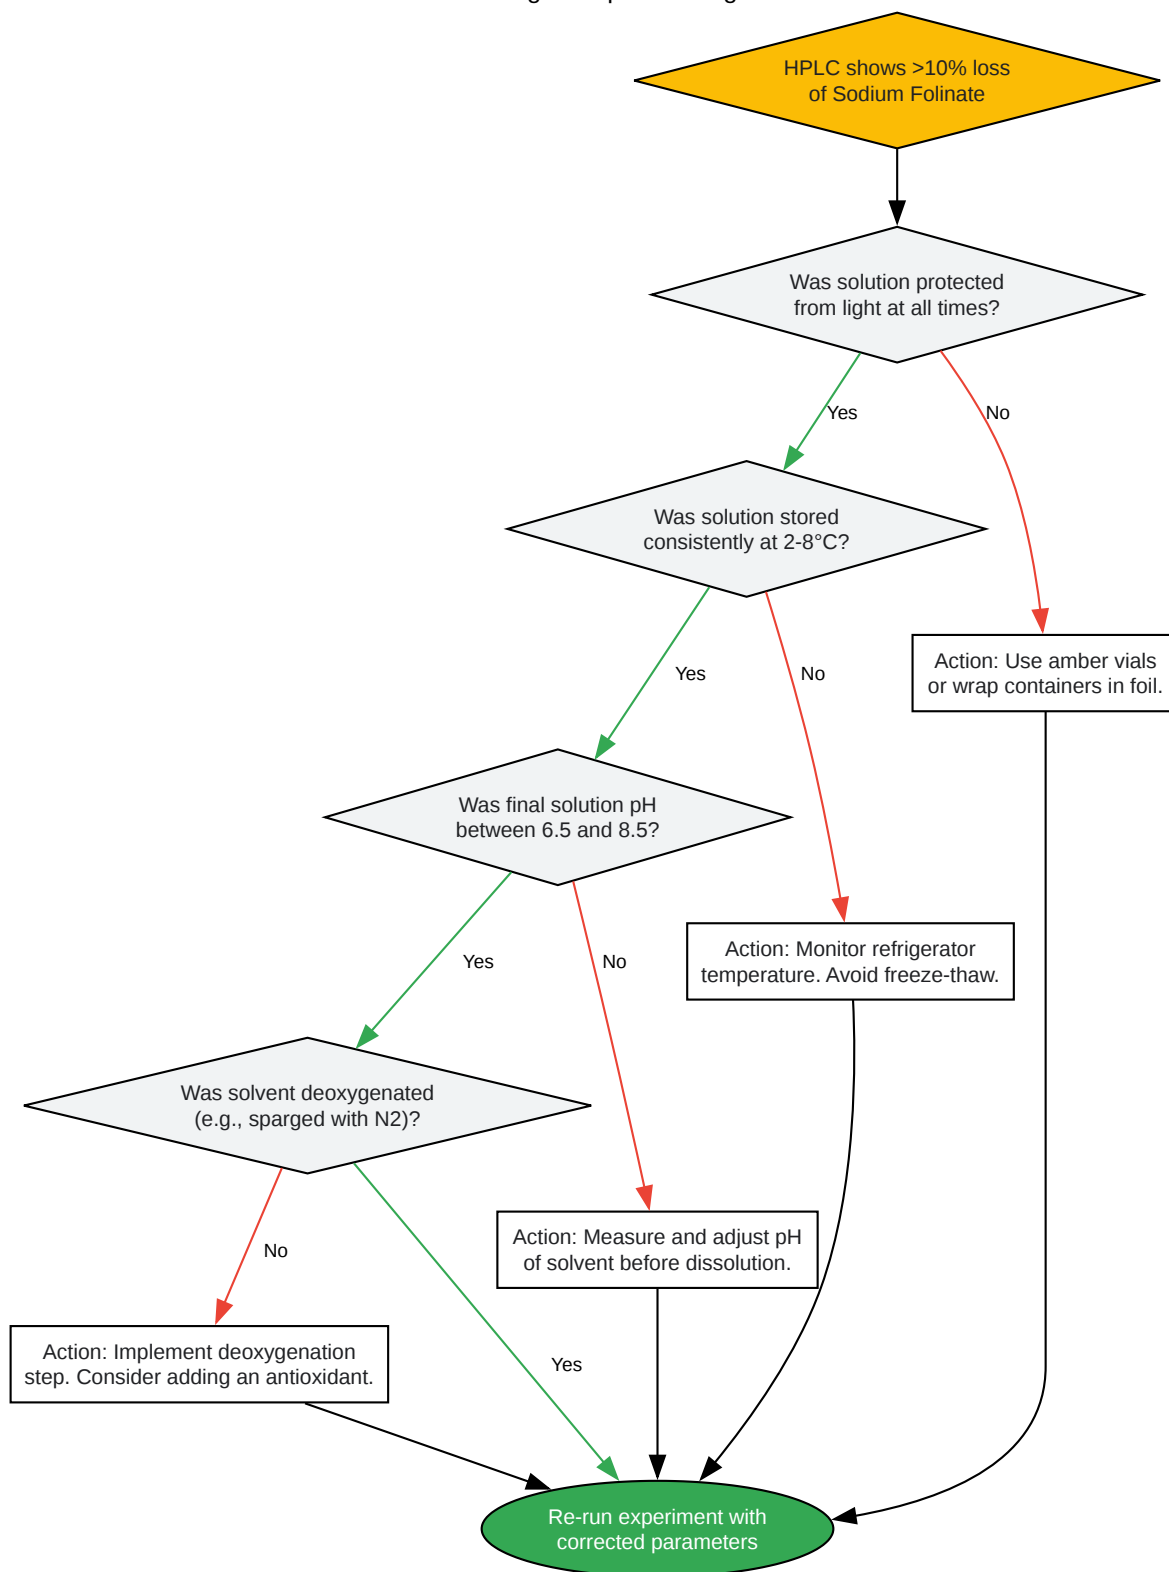 HPLC shows >10% loss
of Sodium Folinate
Was solution protected
from light at all times?
Yes
No
Was solution stored
consistently at 2-8°C?
Yes
No
Action: Use amber vials
or wrap containers in foil.
Was final solution pH
between 6.5 and 8.5?
Yes
No
Action: Monitor refrigerator
temperature. Avoid freeze-thaw.
Was solvent deoxygenated
(e.g., sparged with N2)?
No
Yes
Action: Measure and adjust pH
of solvent before dissolution.
Action: Implement deoxygenation
step. Consider adding an antioxidant.
Re-run experiment with
corrected parameters